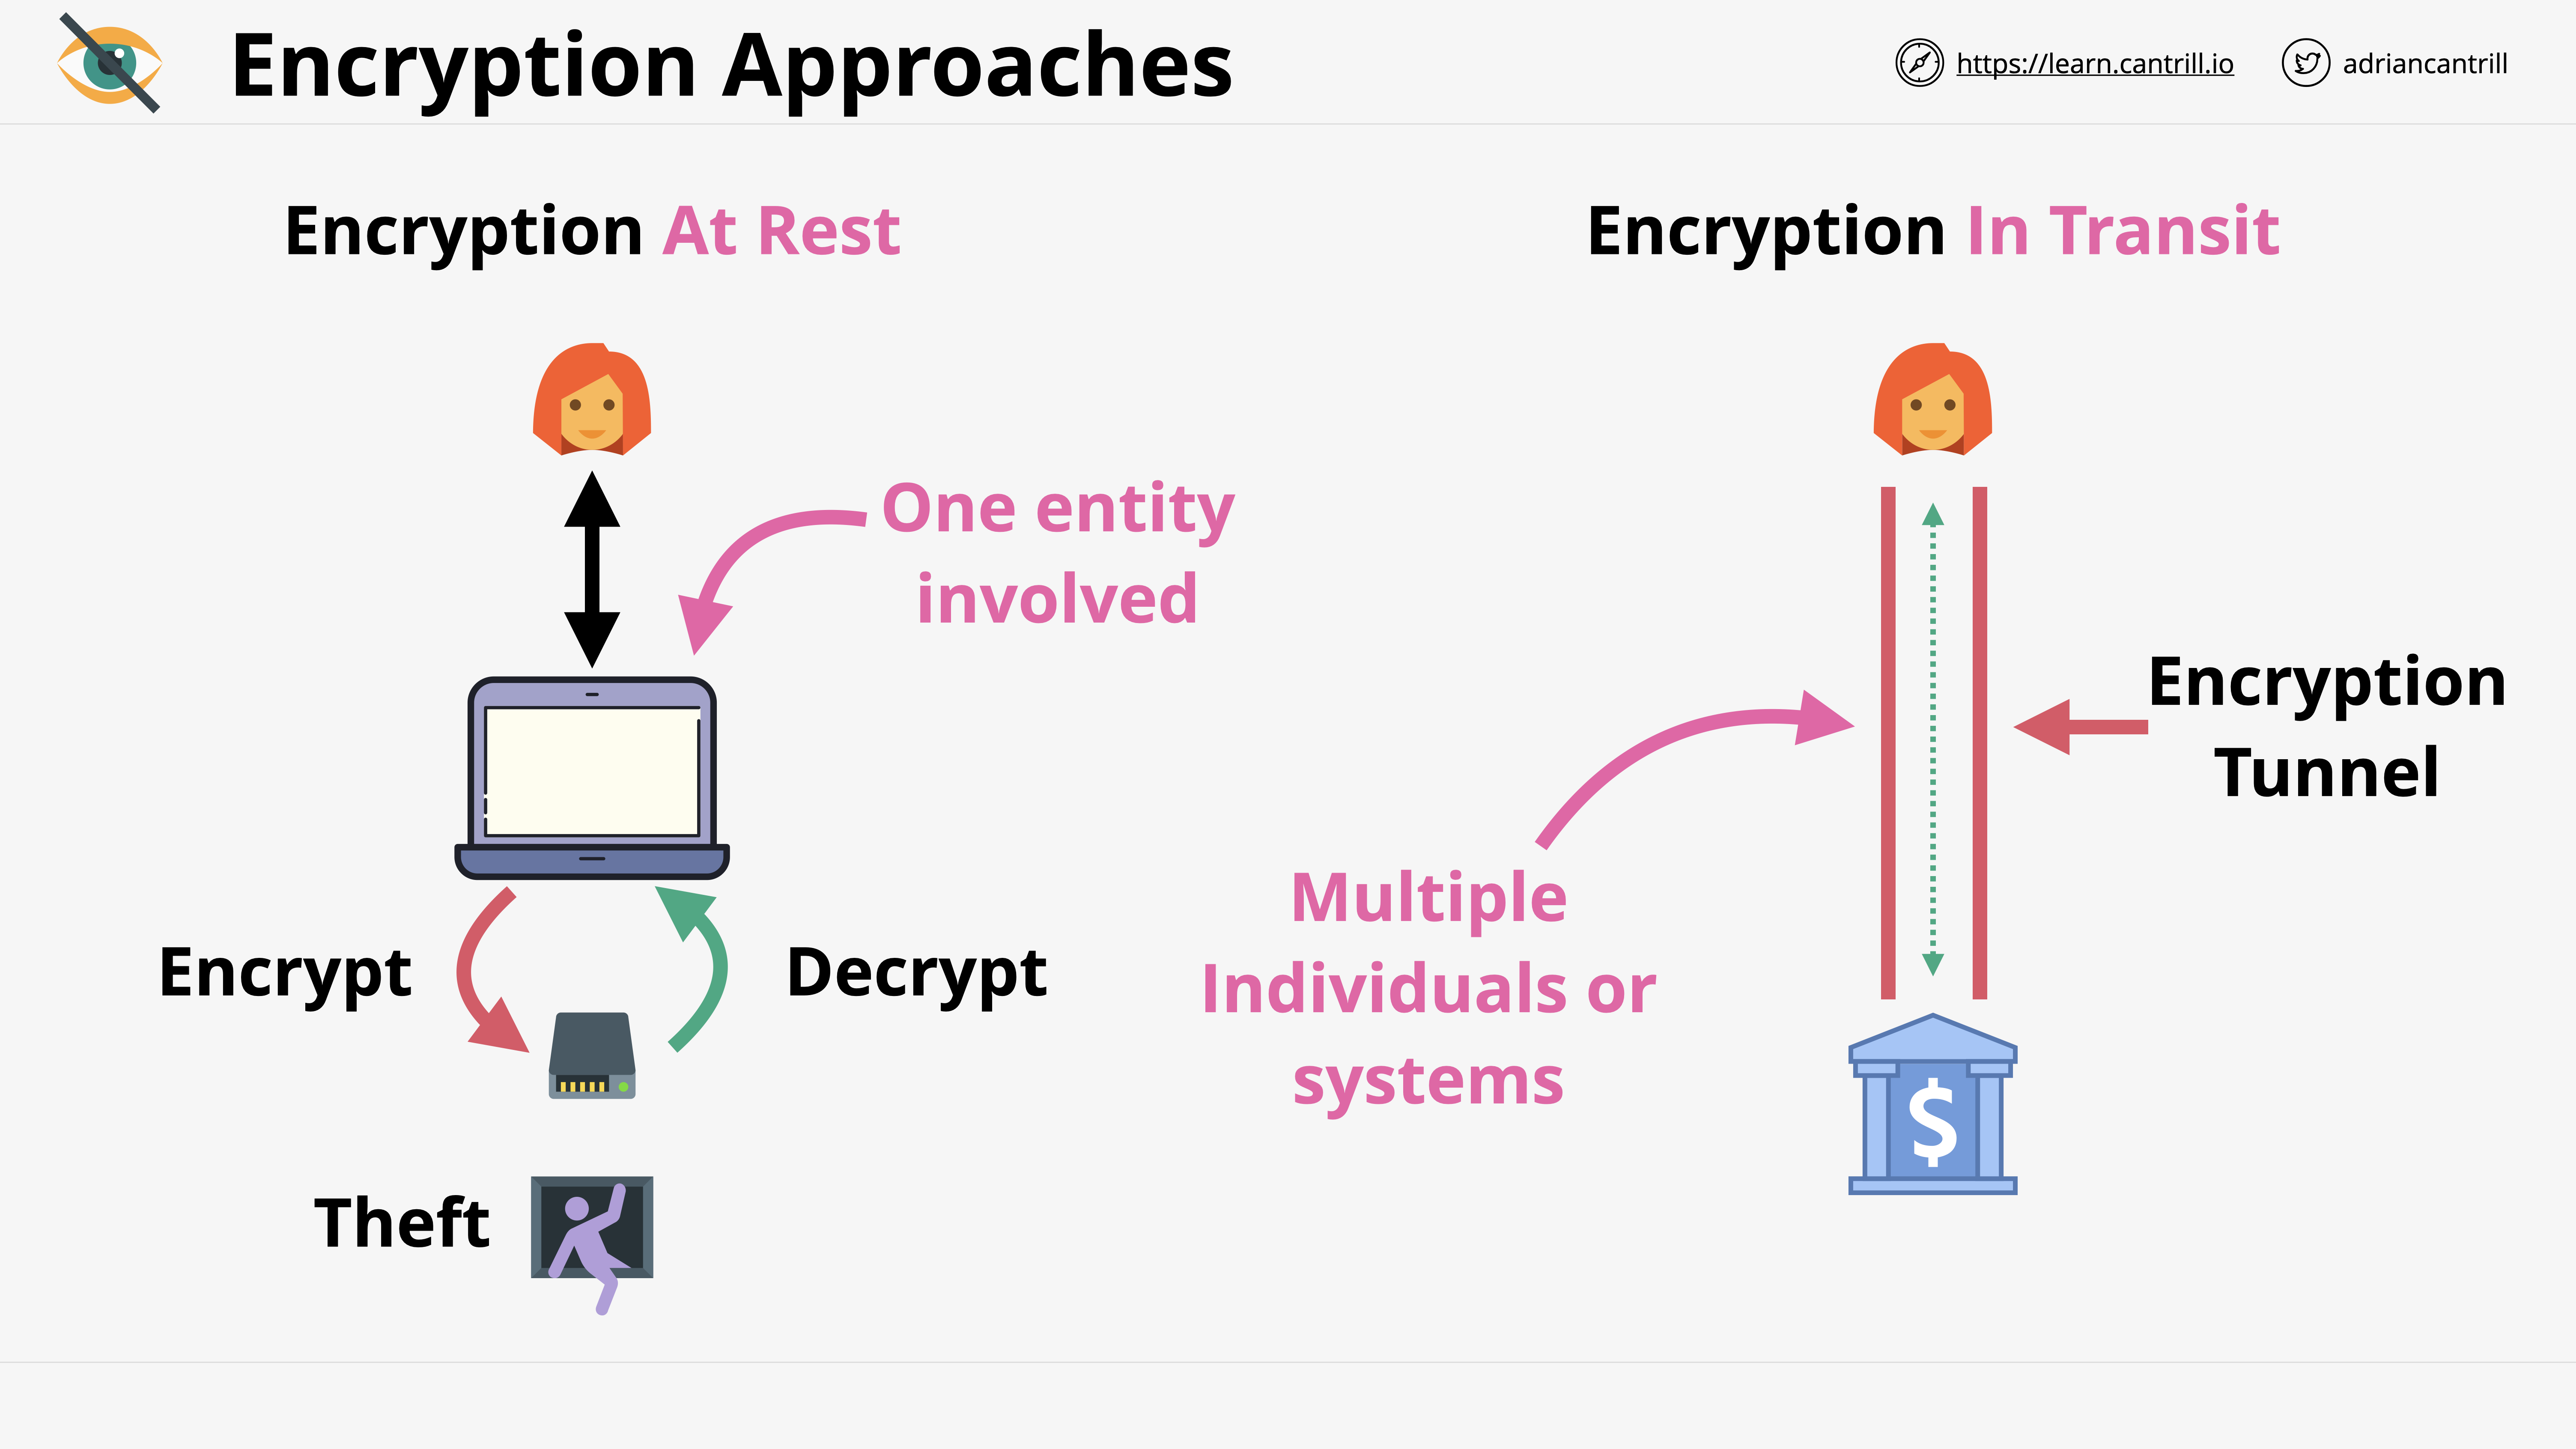 Encryption Approaches
https://learn.cantrill.io
adriancantrill
Encryption At Rest
Encryption In Transit
One entity
involved
Encryption
Tunnel
Multiple
Individuals or
systems
Encrypt
Decrypt
$
Theft